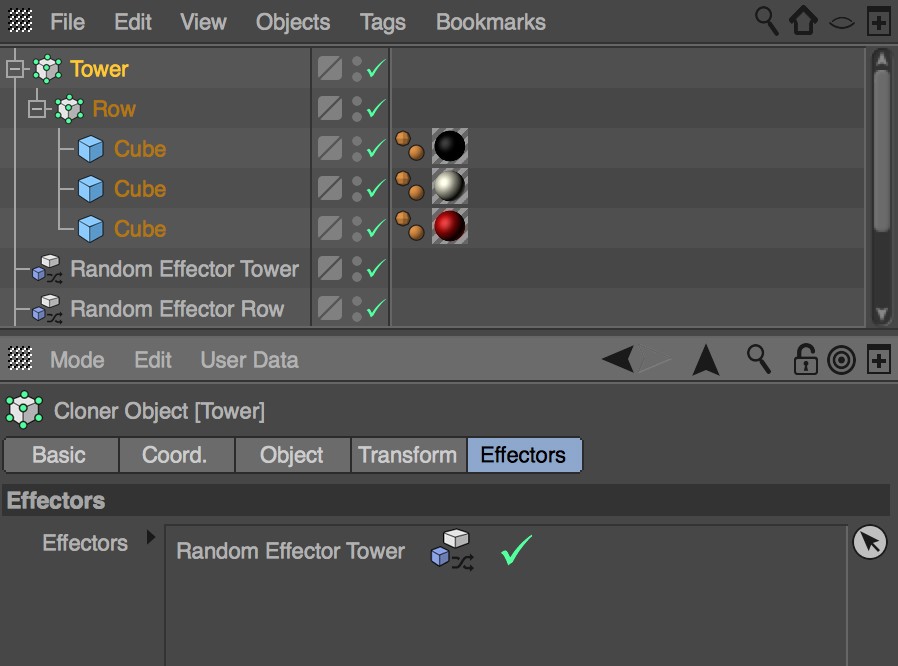 File Edit View Objects Tags Bookmarks
Tower
Row
Cube
Cube
Cube
Random Effector Tower
Random Effector Row
Mode Edit User Data
Cloner Object [Tower]
Basic Coord. Object Transform Effectors
Effectors
Effectors Random Effector Tower